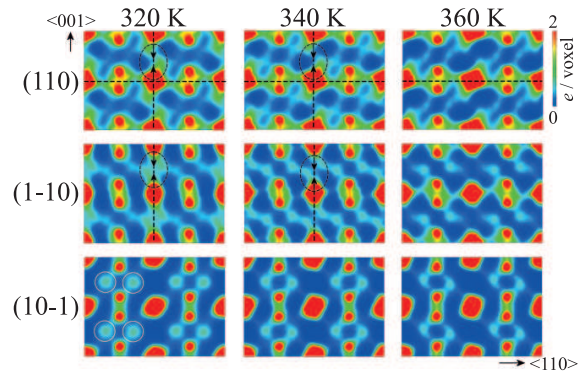 <001>
320 K
340 K
360 K
2
e / voxel
0
(110)
(1-10)
(10-1)
<110>